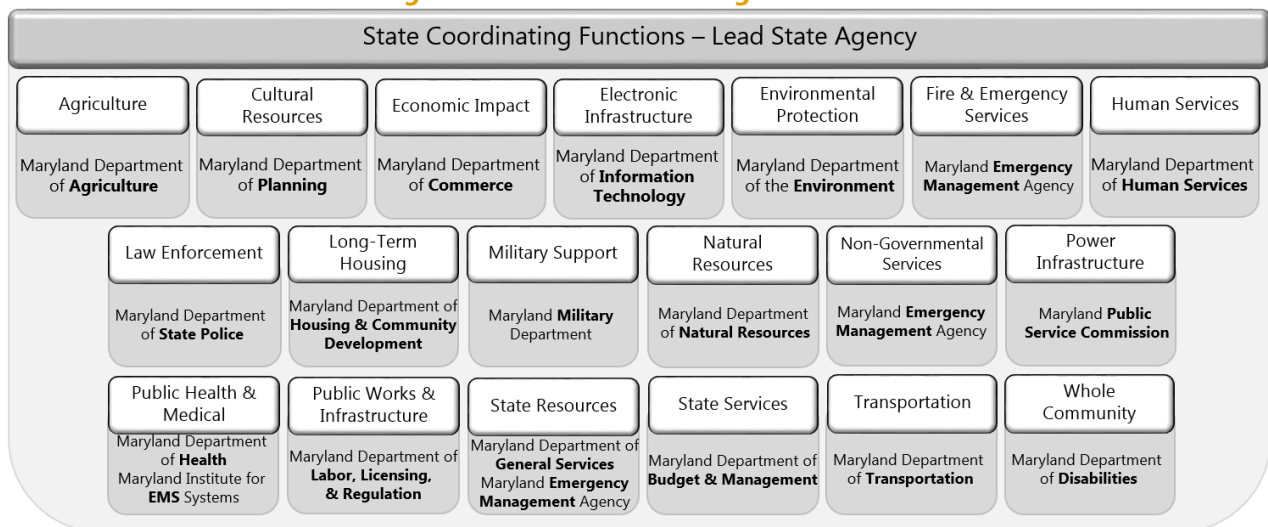 State Coordinating Functions – Lead State Agency
Agriculture
Maryland Department
of Agriculture
Cultural
Resources
Maryland Department
of Planning
Economic Impact
Maryland Department
of Commerce
Electronic
Infrastructure
Maryland Department
of Information
Technology
Environmental
Protection
Maryland Department
of the Environment
Fire & Emergency
Services
Maryland Emergency
Management Agency
Human Services
Maryland Department
of Human Services
Law Enforcement
Maryland Department
of State Police
Long-Term
Housing
Maryland Department of
Housing & Community
Development
Military Support
Maryland Military
Department
Natural
Resources
Maryland Department
of Natural Resources
Non-Governmental
Services
Maryland Emergency
Management Agency
Power
Infrastructure
Maryland Public
Service Commission
Public Health &
Medical
Maryland Department
of Health
Maryland Institute for
EMS Systems
Public Works &
Infrastructure
Maryland Department of
Labor, Licensing,
& Regulation
State Resources
Maryland Department of
General Services
Maryland Emergency
Management Agency
State Services
Maryland Department of
Budget & Management
Transportation
Maryland Department
of Transportation
Whole
Community
Maryland Department
of Disabilities